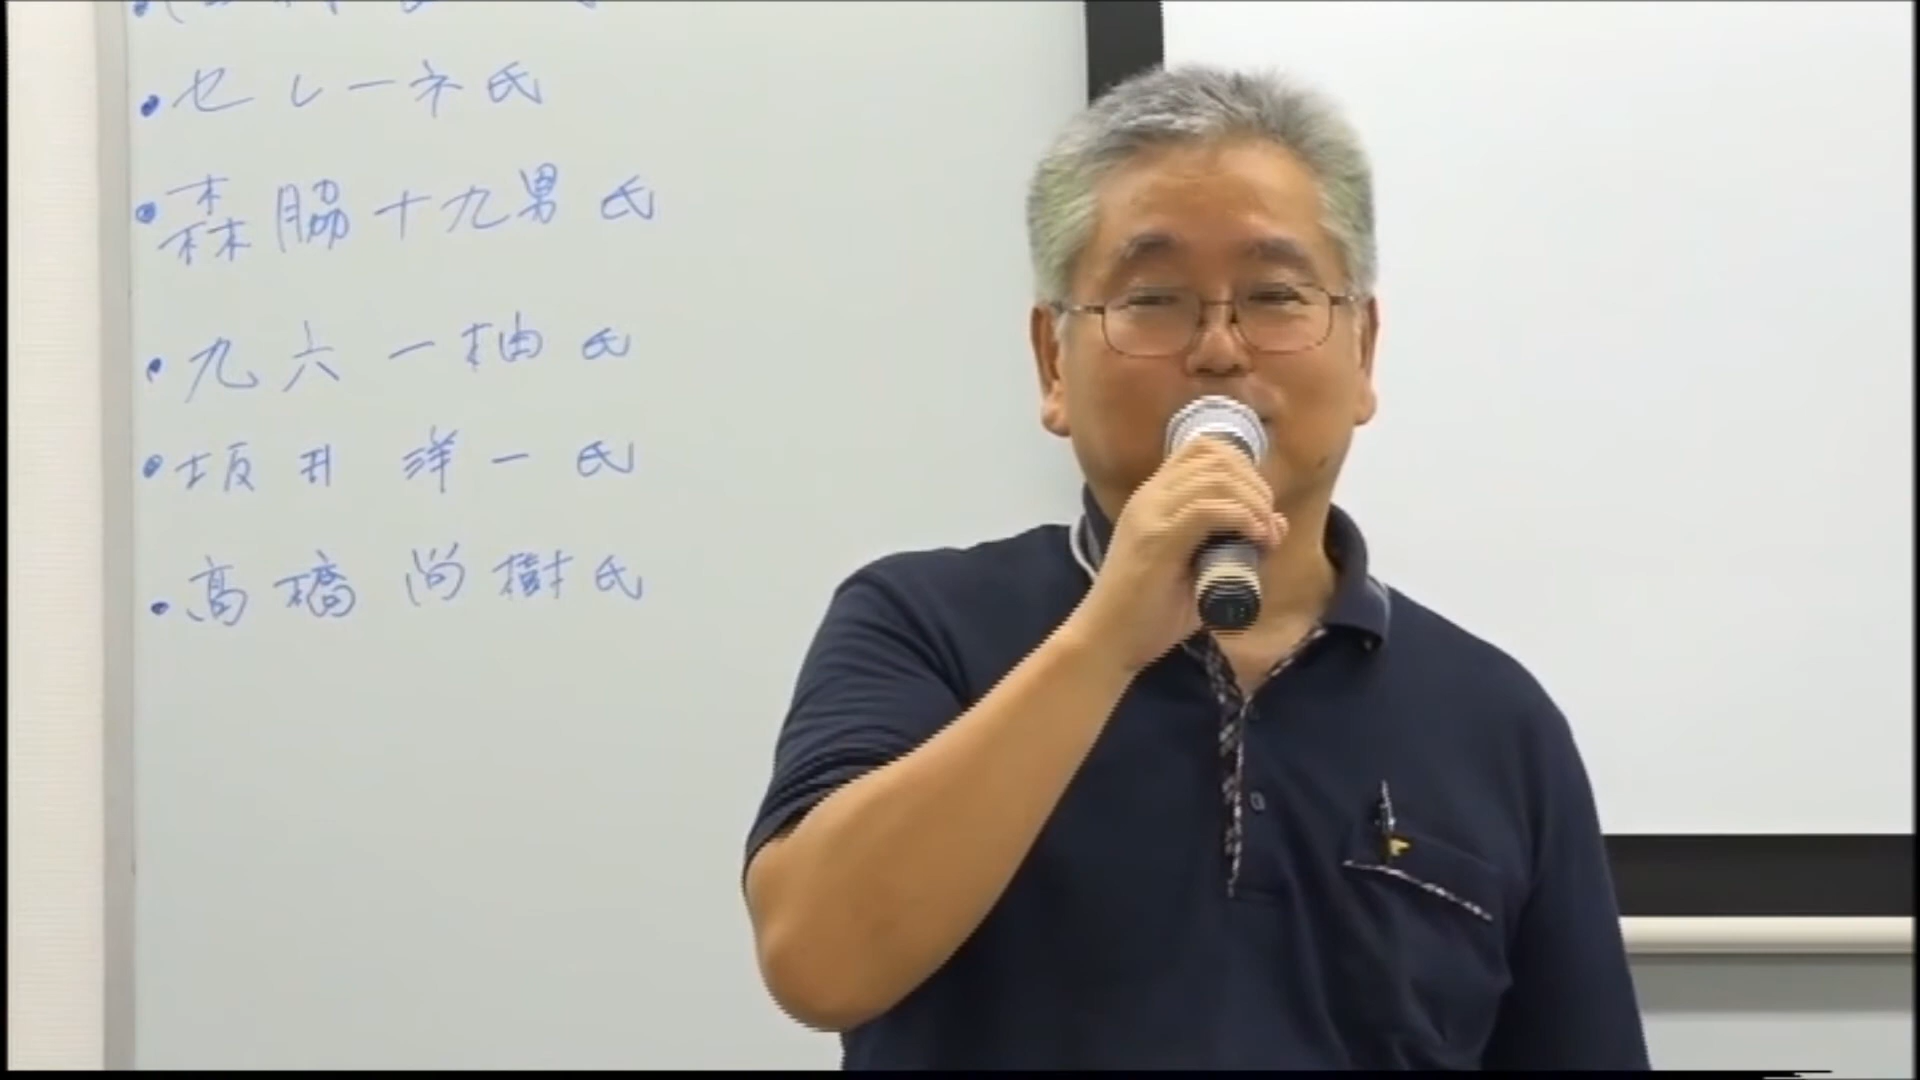 ・セレーネ氏
・森脇十九男氏
・九六一柚氏
・坂井洋一氏
・高橋尚樹氏